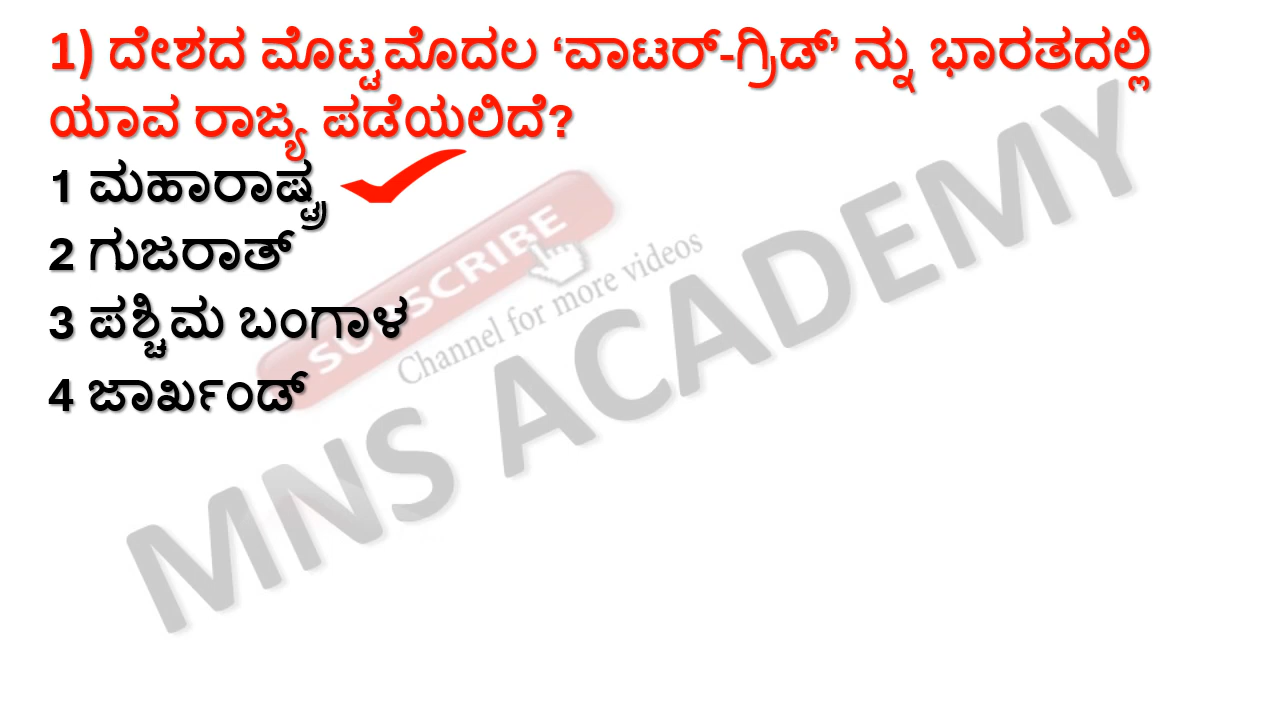 1) ದೇಶದ ಮೊಟ್ಟಮೊದಲ ‘ವಾಟರ್-ಗ್ರಿಡ್’ ನ್ನು ಭಾರತದಲ್ಲಿ
ಯಾವ ರಾಜ್ಯ ಪಡೆಯಲಿದೆ?
1 ಮಹಾರಾಷ್ಟ್ರ
2 ಗುಜರಾತ್
3 ಪಶ್ಚಿಮ ಬಂಗಾಳ
4 ಜಾರ್ಖಂಡ್
SUBSCRIBE
Channel for more videos
MNS ACADEMY